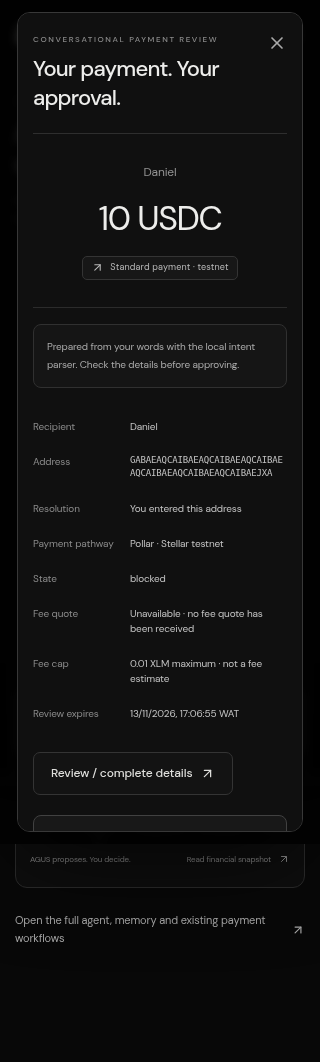 CONVERSATIONAL PAYMENT REVIEW
Your payment. Your
approval.
Daniel
10 USDC
Standard payment · testnet
Prepared from your words with the local intent
parser. Check the details before approving.
Recipient Daniel
Address GABAEAQCAIBAEAQCAIBAEAQCAIBAE
AQCAIBAEAQCAIBAEAQCAIBAEJXA
Resolution You entered this address
Payment pathway Pollar · Stellar testnet
State blocked
Fee quote Unavailable · no fee quote has
been received
Fee cap 0.01 XLM maximum · not a fee
estimate
Review expires 13/11/2026, 17:06:55 WAT
Review / complete details
AGUS proposes. You decide. Read financial snapshot
Open the full agent, memory and existing payment
workflows